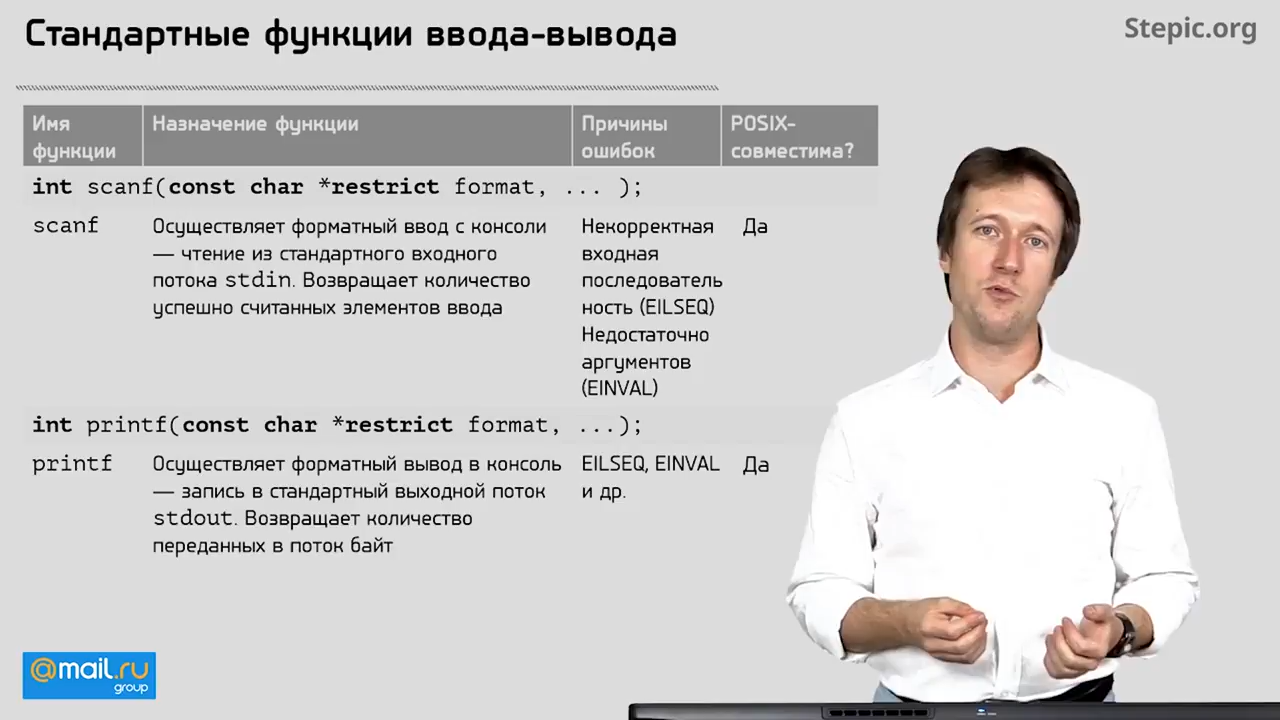 Стандартные функции ввода-вывода
Stepic.org
Имя функции
Назначение функции
Причины ошибок
POSIX-совместима?
int scanf(const char *restrict format, ... );
scanf
Осуществляет форматный ввод с консоли
— чтение из стандартного входного
потока stdin. Возвращает количество
успешно считанных элементов ввода
Некорректная
входная
последователь
ность (EILSEQ)
Недостаточно
аргументов
(EINVAL)
Да
int printf(const char *restrict format, ...);
printf
Осуществляет форматный вывод в консоль
— запись в стандартный выходной поток
stdout. Возвращает количество
переданных в поток байт
EILSEQ, EINVAL
и др.
Да
@mail.ru
group